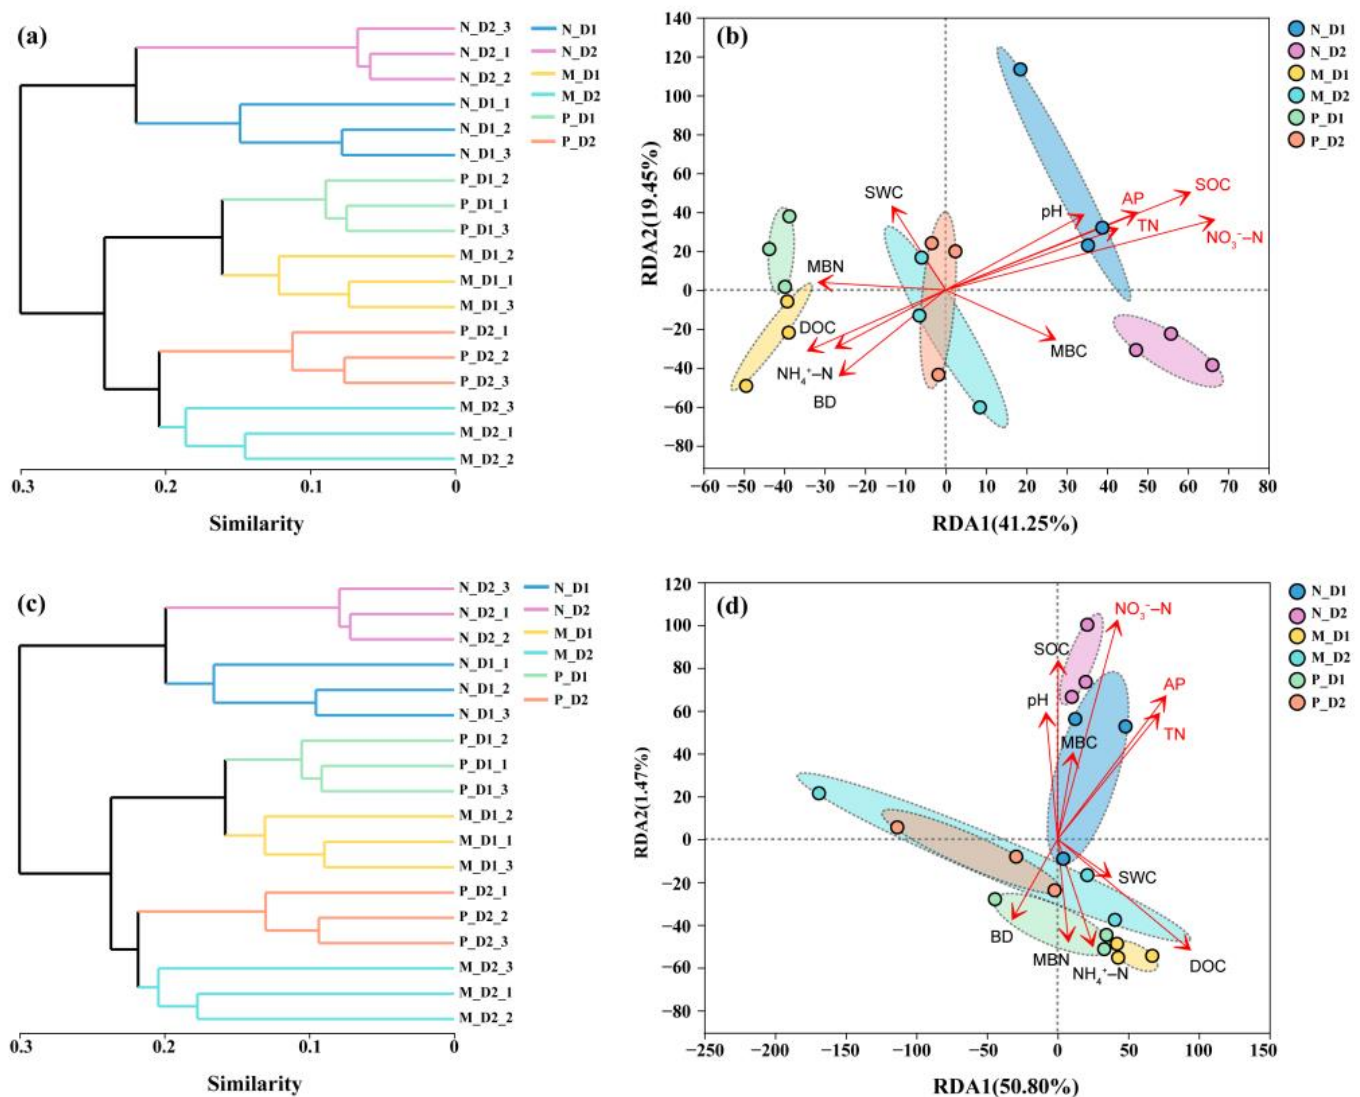 (a)
N_D2_3
N_D2_1
N_D2_2
N_D1_1
N_D1_2
N_D1_3
P_D1_2
P_D1_1
P_D1_3
M_D1_2
M_D1_1
M_D1_3
P_D2_1
P_D2_2
P_D2_3
M_D2_3
M_D2_1
M_D2_2
N_D1
N_D2
M_D1
M_D2
P_D1
P_D2
0.3 0.2 0.1 0
Similarity
(b)
RDA2(19.45%)
140
120
100
80
60
40
20
0
−20
−40
−60
−80
SWC
MBN
DOC
NH₄⁺–N
BD
pH
AP
SOC
TN
NO₃⁻–N
MBC
−60 −50 −40 −30 −20 −10 0 10 20 30 40 50 60 70 80
RDA1(41.25%)
N_D1
N_D2
M_D1
M_D2
P_D1
P_D2
(c)
N_D2_3
N_D2_1
N_D2_2
N_D1_1
N_D1_2
N_D1_3
P_D1_2
P_D1_1
P_D1_3
M_D1_2
M_D1_1
M_D1_3
P_D2_1
P_D2_2
P_D2_3
M_D2_3
M_D2_1
M_D2_2
N_D1
N_D2
M_D1
M_D2
P_D1
P_D2
0.3 0.2 0.1 0
Similarity
(d)
RDA2(1.47%)
120
100
80
60
40
20
0
−20
−40
−60
−80
NO₃⁻–N
SOC
AP
pH
TN
MBC
SWC
BD
MBN
NH₄⁺–N
DOC
−250 −200 −150 −100 −50 0 50 100 150
RDA1(50.80%)
N_D1
N_D2
M_D1
M_D2
P_D1
P_D2